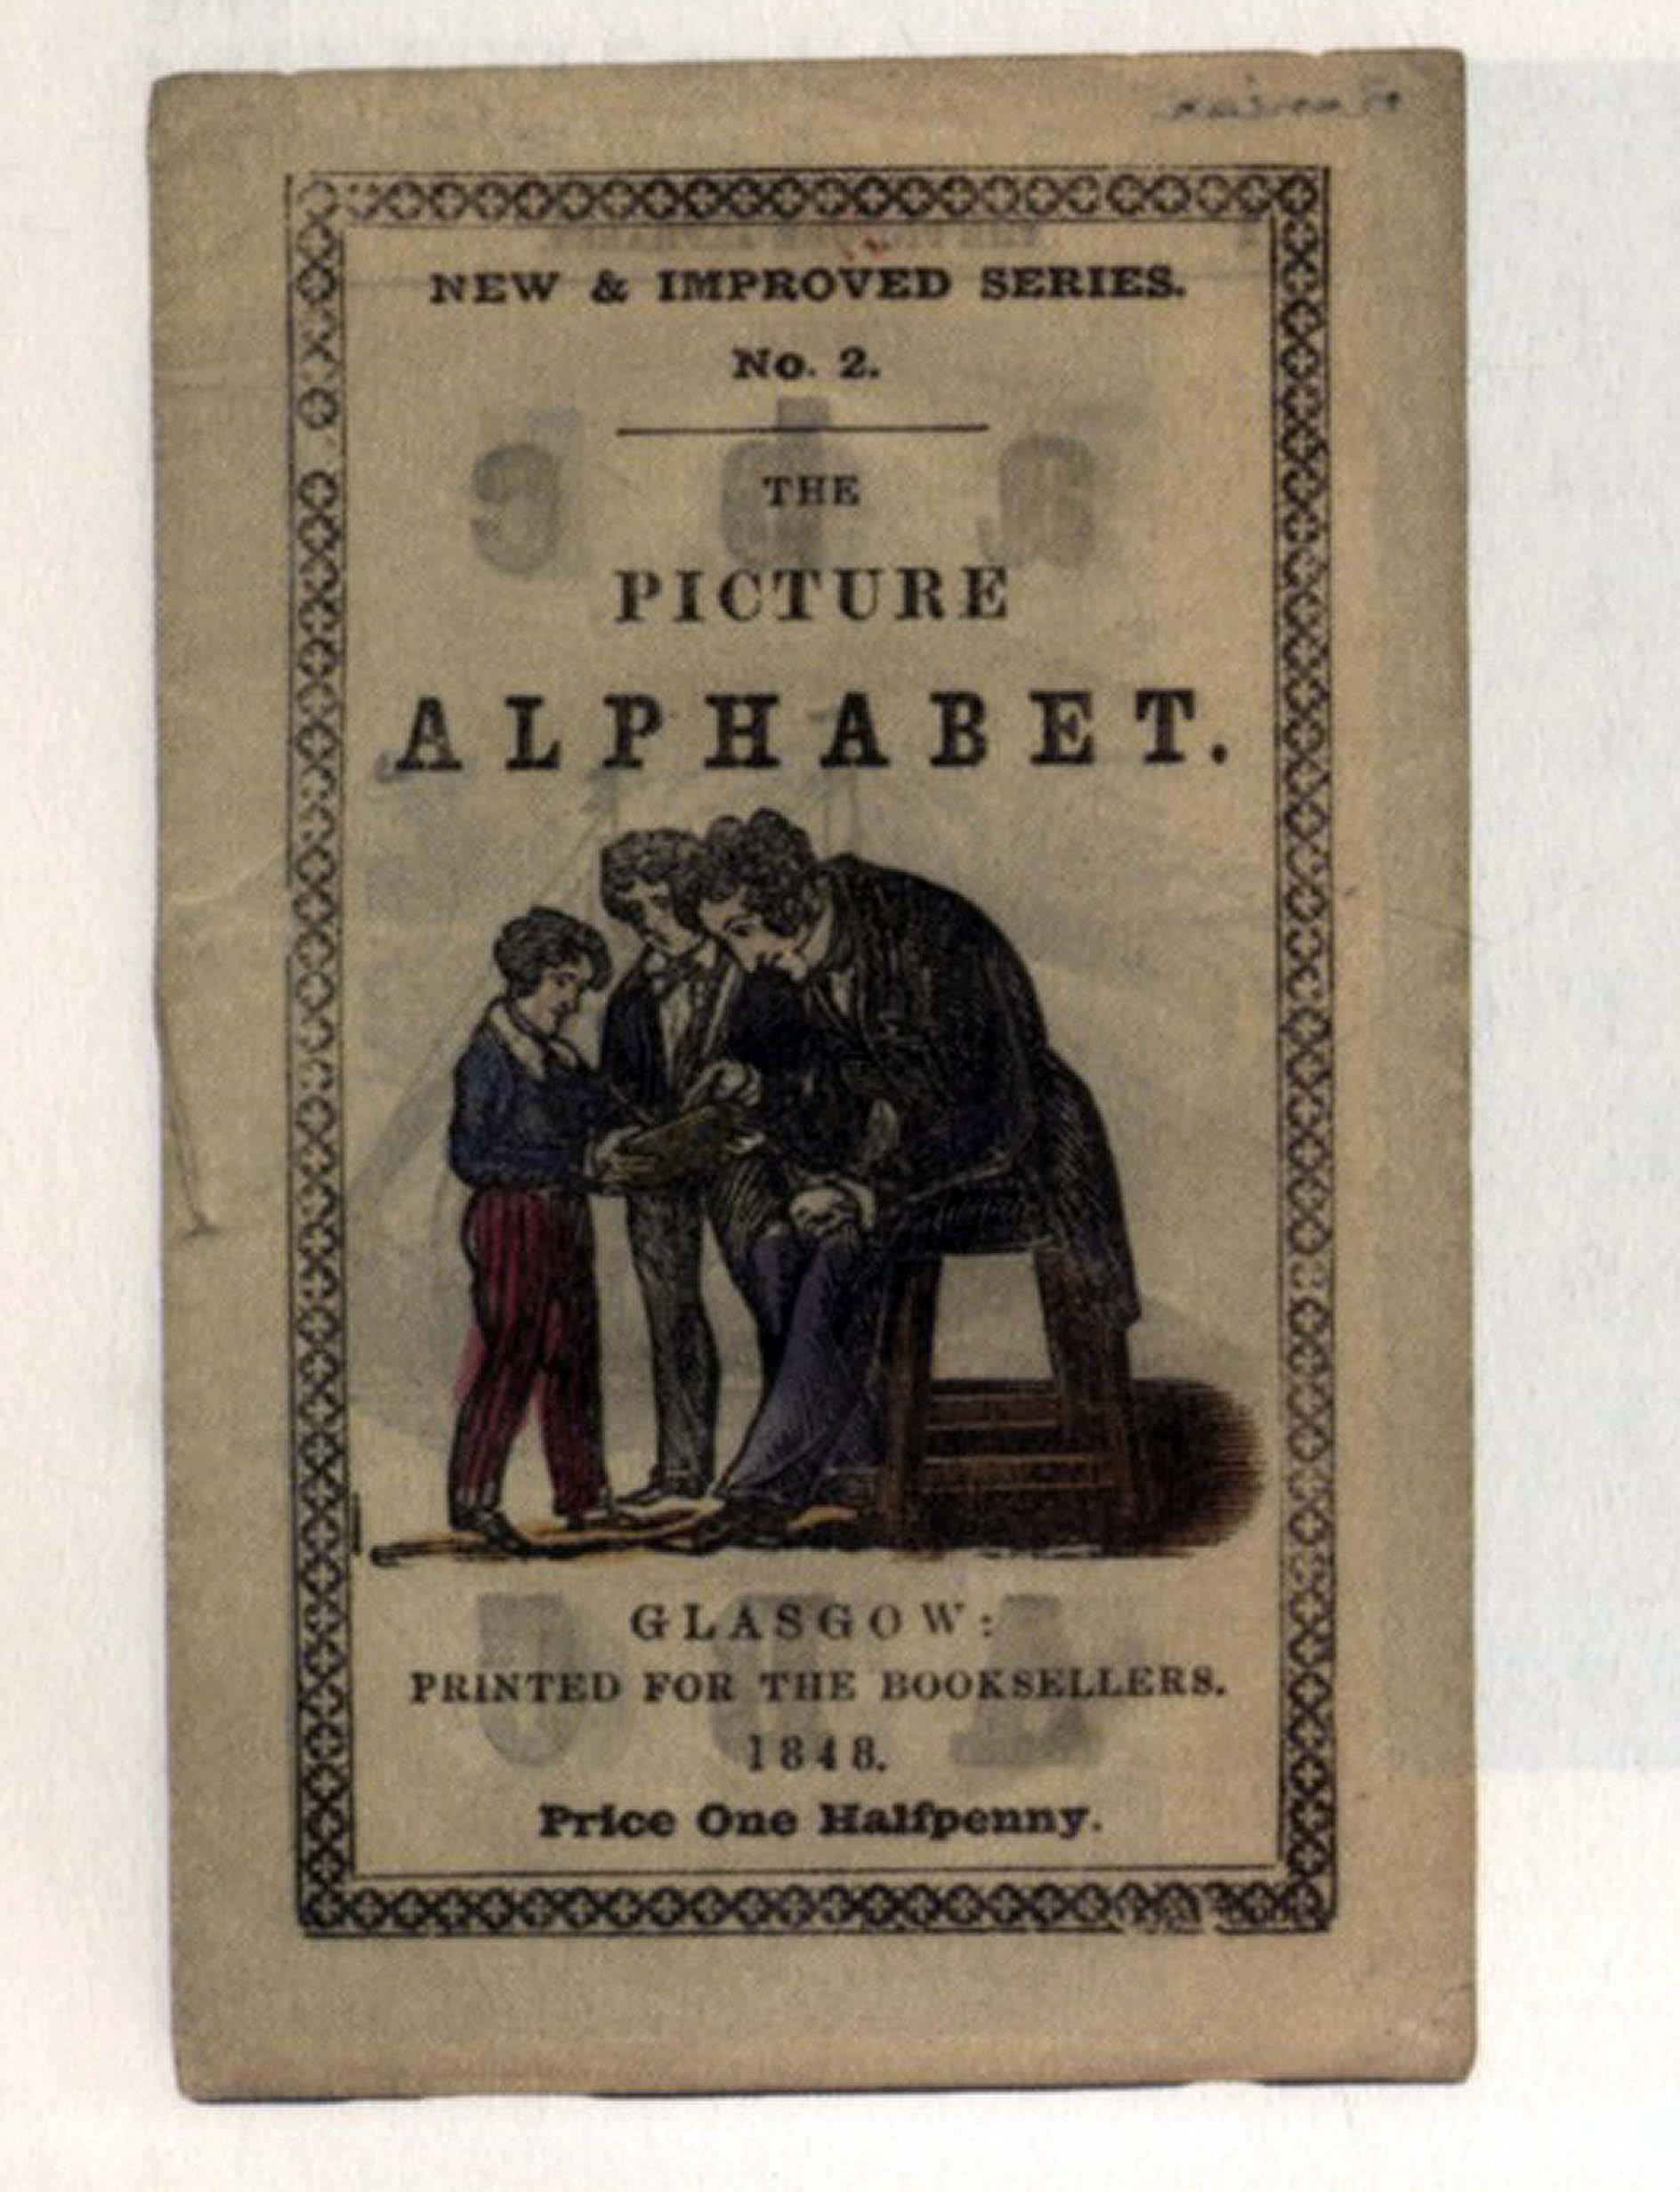 NEW & IMPROVED SERIES.
No. 2.
THE
PICTURE
ALPHABET.
GLASGOW:
PRINTED FOR THE BOOKSELLERS.
1848.
Price One Halfpenny.